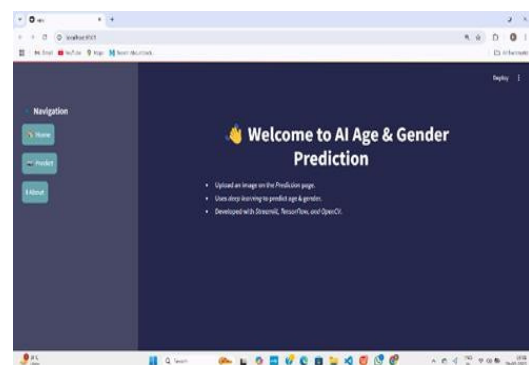 Deploy
Navigation
Home
Predict
About
👋 Welcome to AI Age & Gender
Prediction
• Upload an image on the Prediction page.
• Uses deep learning to predict age & gender.
• Developed with Streamlit, TensorFlow, and OpenCV.